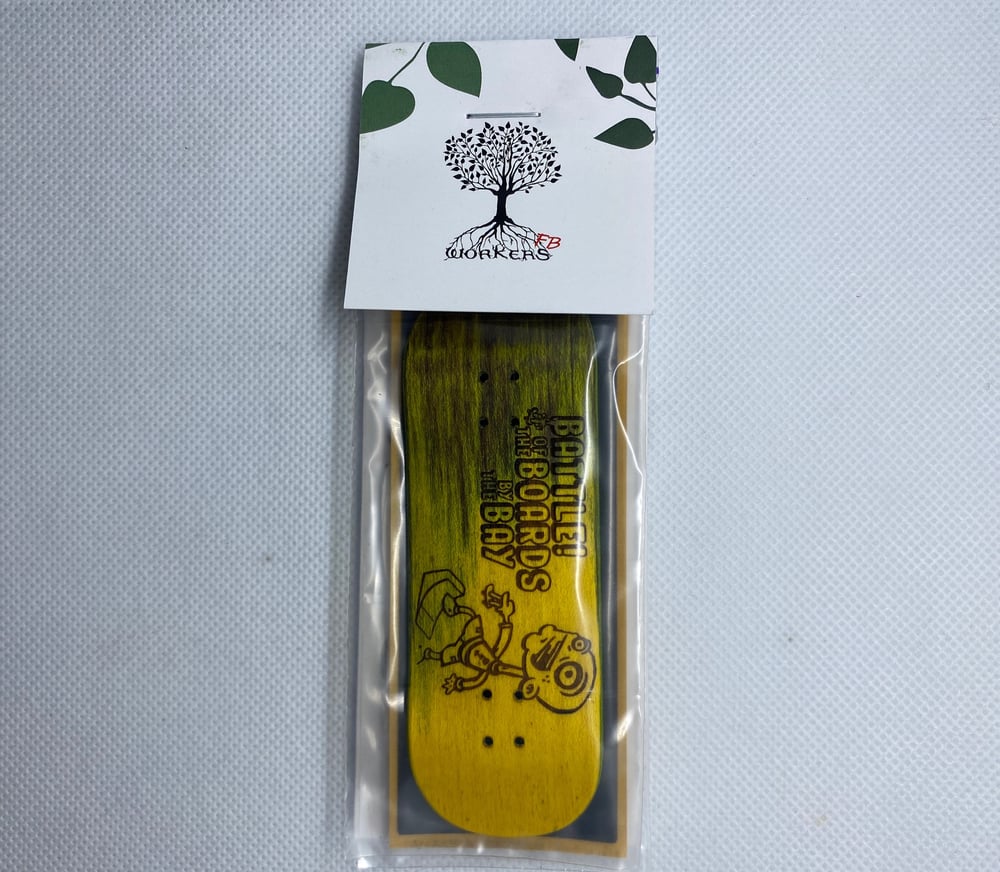 FB
WORKERS
BATTLE!
OF
THE BOARDS
BY
THE BAY